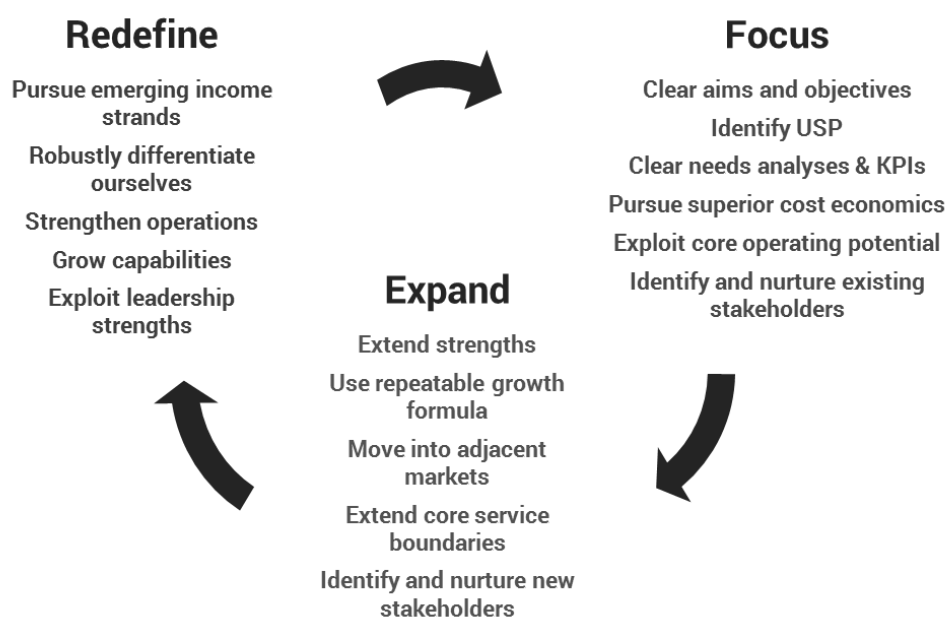 Redefine
Pursue emerging income
strands
Robustly differentiate
ourselves
Strengthen operations
Grow capabilities
Exploit leadership
strengths
Focus
Clear aims and objectives
Identify USP
Clear needs analyses & KPIs
Pursue superior cost economics
Exploit core operating potential
Identify and nurture existing
stakeholders
Expand
Extend strengths
Use repeatable growth
formula
Move into adjacent
markets
Extend core service
boundaries
Identify and nurture new
stakeholders